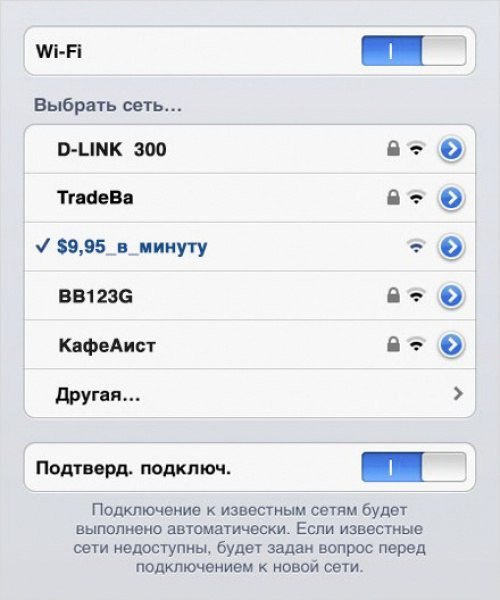 Wi-Fi
Выбрать сеть...
D-LINK 300
TradeBa
$9,95_в_минуту
BB123G
КафеАист
Другая...
Подтверд. подключ.
Подключение к известным сетям будет
выполнено автоматически. Если известные
сети недоступны, будет задан вопрос перед
подключением к новой сети.